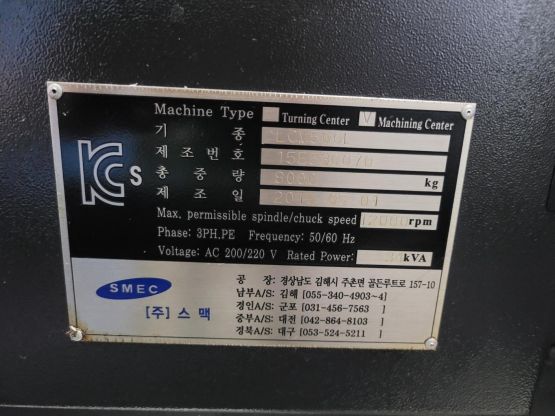 Machine Type Turning Center V Machining Center
기 종 LCV500L
제 조 번 호
총 중 량 kg
제 조 일
Max. permissible spindle/chuck speed 12000 rpm
Phase: 3PH,PE Frequency: 50/60 Hz
Voltage: AC 200/220 V Rated Power: kVA
KCs
SMEC
[주] 스 맥
공 장: 경상남도 김해시 주촌면 골든루트로 157-10
남부A/S: 김해 [055-340-4903~4]
경인A/S: 군포 [031-456-7563 ]
중부A/S: 대전 [042-864-8103 ]
경북A/S: 대구 [053-524-5211 ]